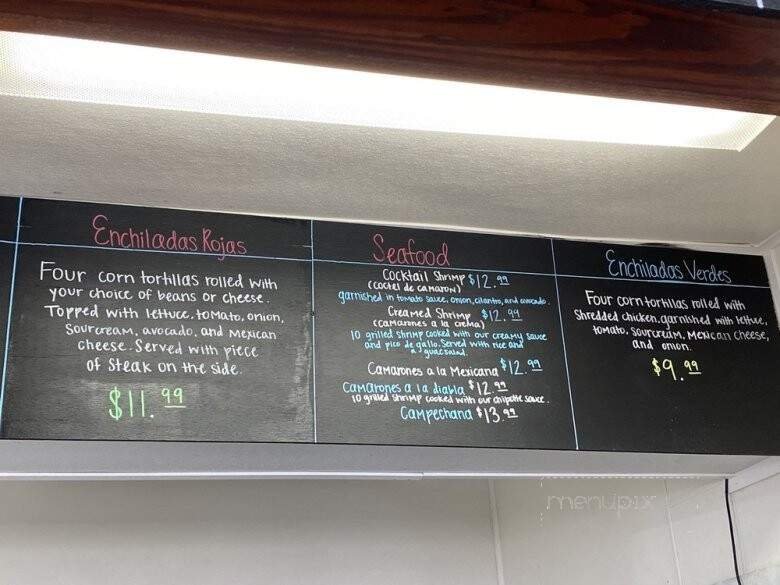 Enchiladas Rojas
Four corn tortillas rolled with
your choice of beans or cheese.
Topped with lettuce, tomato, onion,
Sourcream, avocado, and Mexican
cheese. Served with piece
of steak on the side.
$11.99
Seafood
Cocktail Shrimp $12.99
(coctel de camaron)
garnished in tomato sauce, onion, cilantro, and avocado.
Creamed Shrimp $12.99
(camarones a la crema)
10 grilled shrimp cooked with our creamy sauce
and pico de gallo. Served with rice and
a guacsalad.
Camarones a la Mexicana $12.99
Camarones a la diabla $12.99
10 grilled shrimp cooked with our chipotle sauce.
Campechana $13.99
Enchiladas Verdes
Four corn tortillas rolled with
Shredded chicken, garnished with lettuce,
tomato, sourcream, Mexican cheese,
and onion.
$9.99
menupix